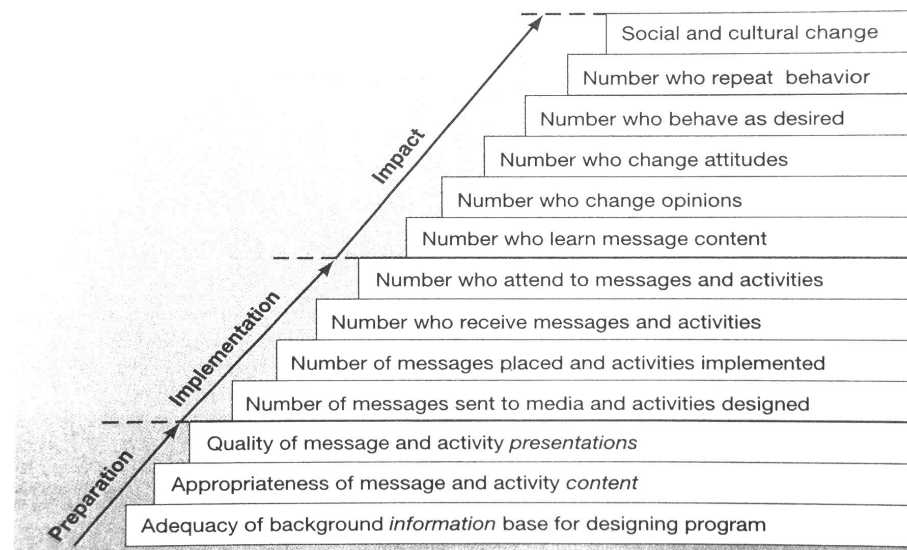 Social and cultural change
Number who repeat behavior
Number who behave as desired
Number who change attitudes
Number who change opinions
Number who learn message content
Impact
Number who attend to messages and activities
Number who receive messages and activities
Number of messages placed and activities implemented
Number of messages sent to media and activities designed
Implementation
Quality of message and activity presentations
Appropriateness of message and activity content
Adequacy of background information base for designing program
Preparation